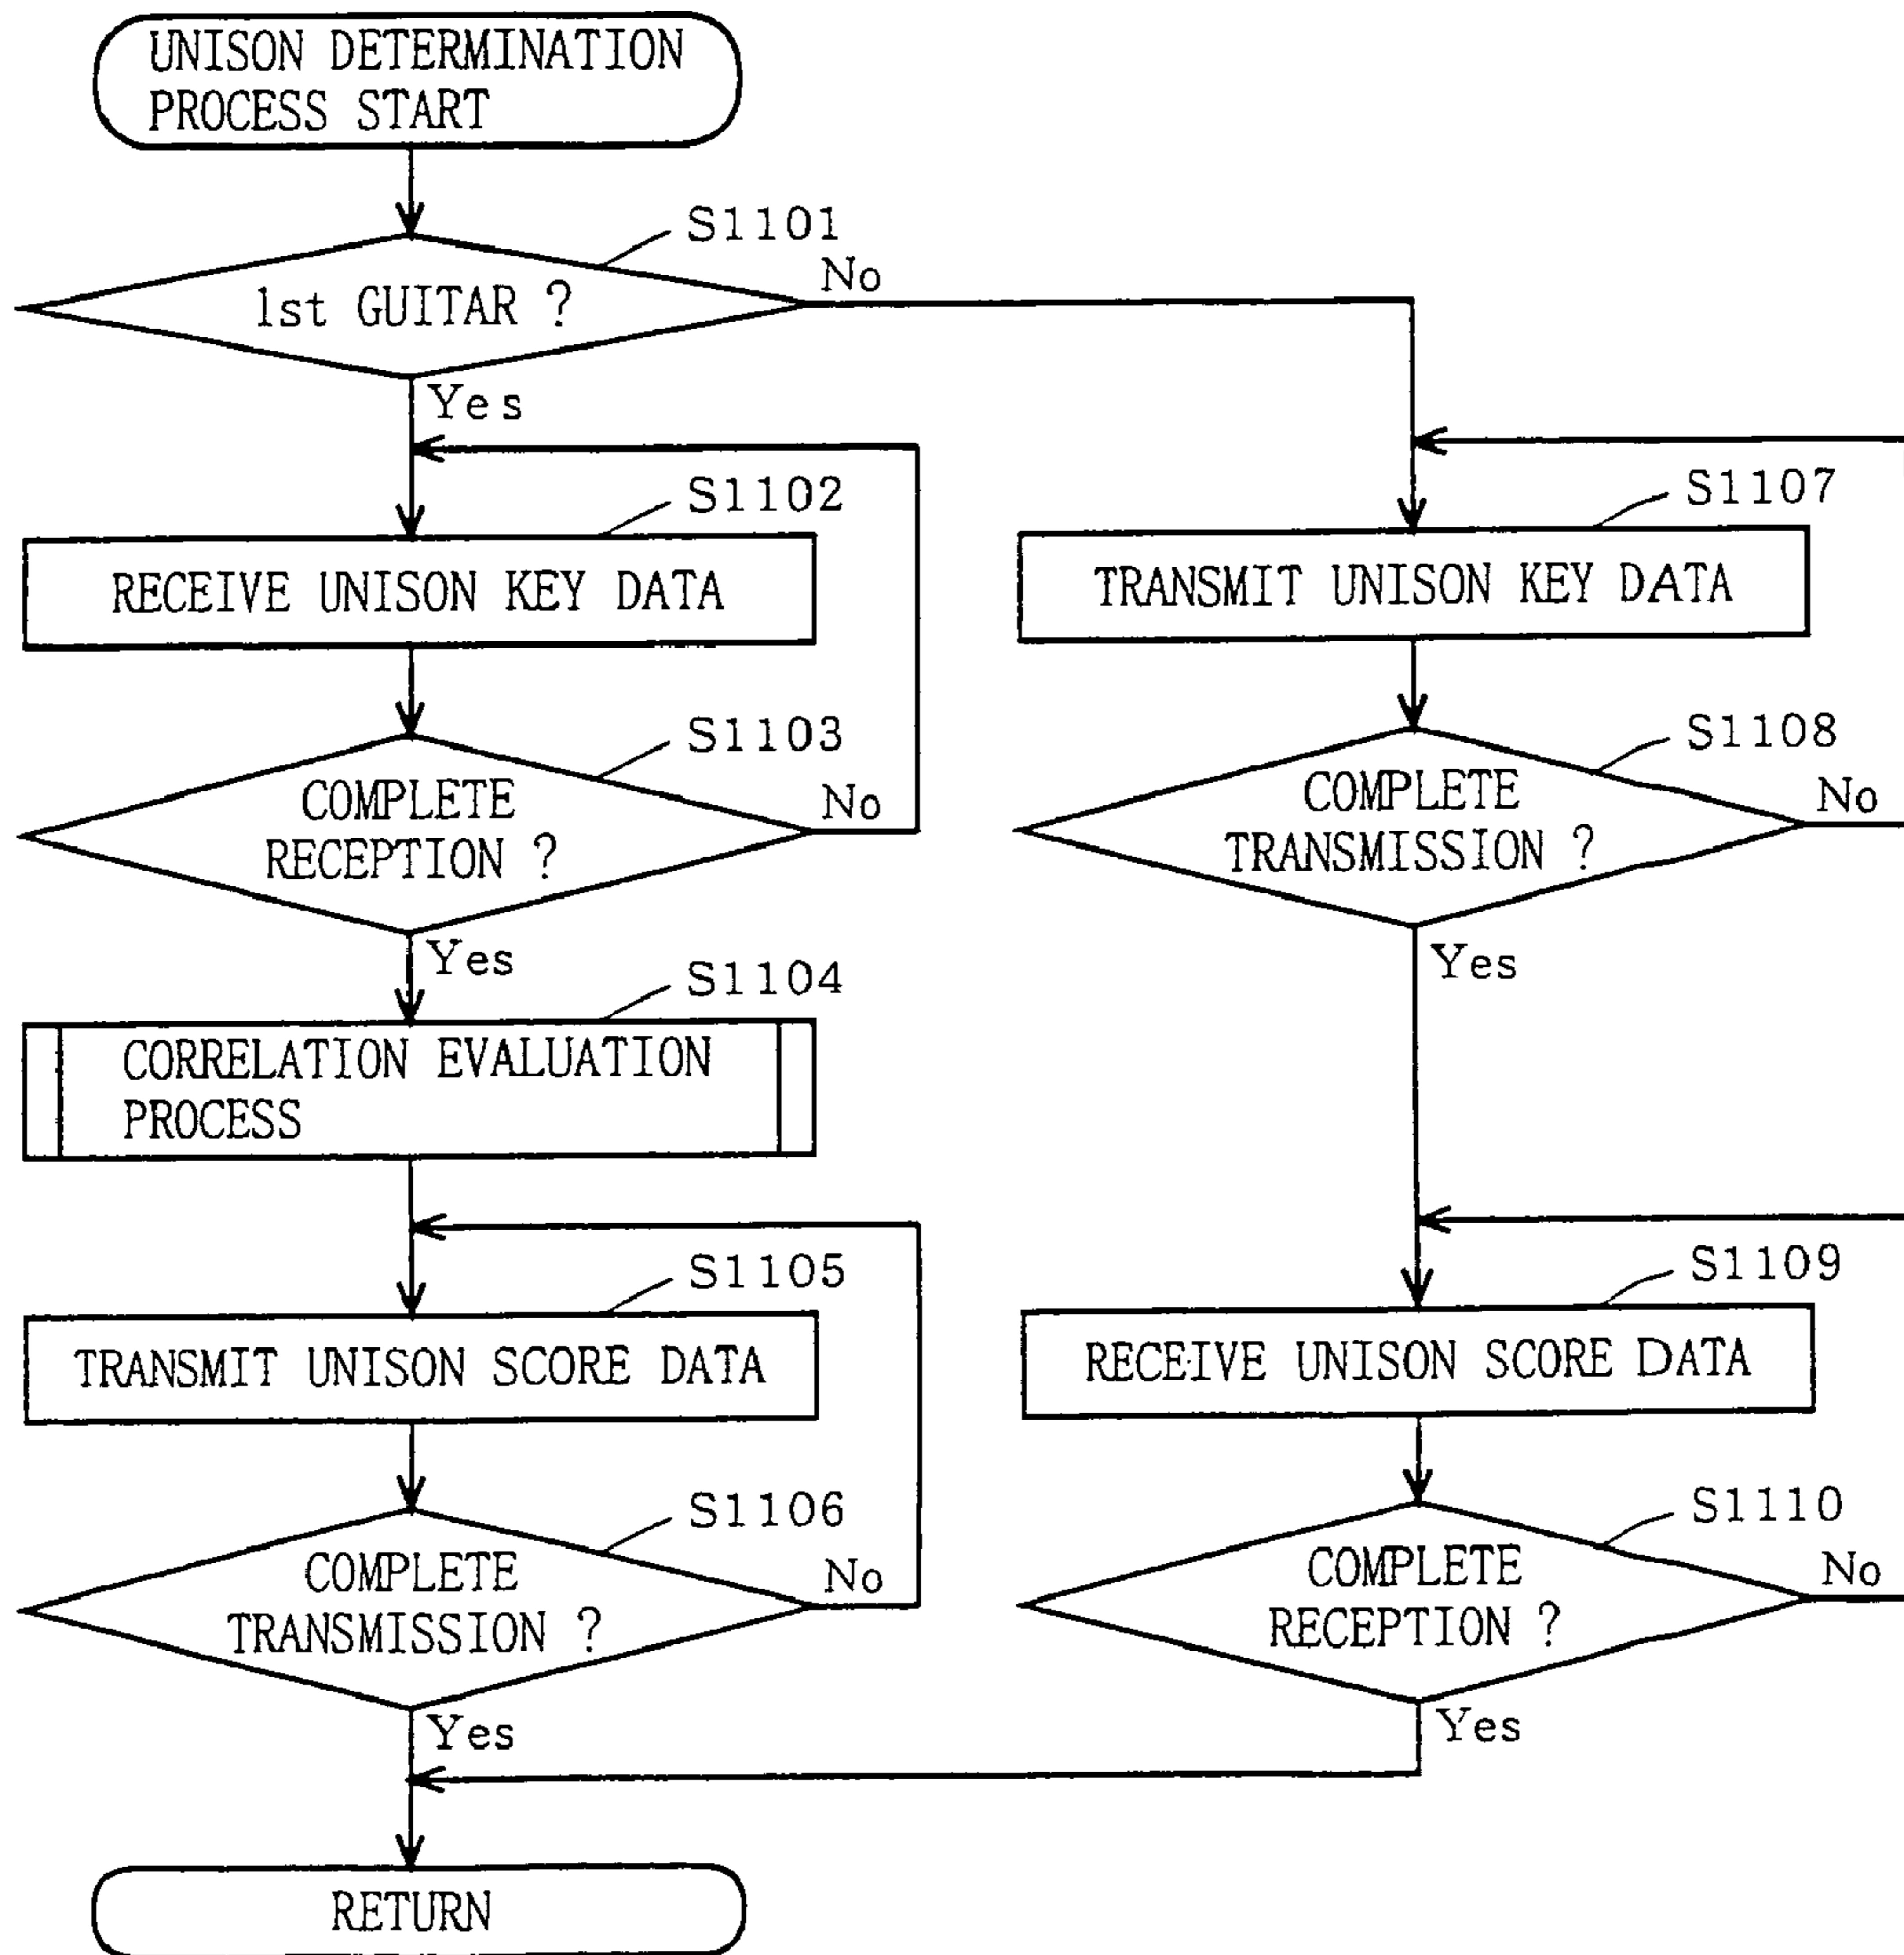 UNISON DETERMINATION
PROCESS START
S1101
1st GUITAR ?
No
Yes
S1102
RECEIVE UNISON KEY DATA
S1103
COMPLETE
RECEPTION ?
No
Yes
S1104
CORRELATION EVALUATION
PROCESS
S1105
TRANSMIT UNISON SCORE DATA
S1106
COMPLETE
TRANSMISSION ?
No
Yes
S1107
TRANSMIT UNISON KEY DATA
S1108
COMPLETE
TRANSMISSION ?
No
Yes
S1109
RECEIVE UNISON SCORE DATA
S1110
COMPLETE
RECEPTION ?
No
Yes
RETURN